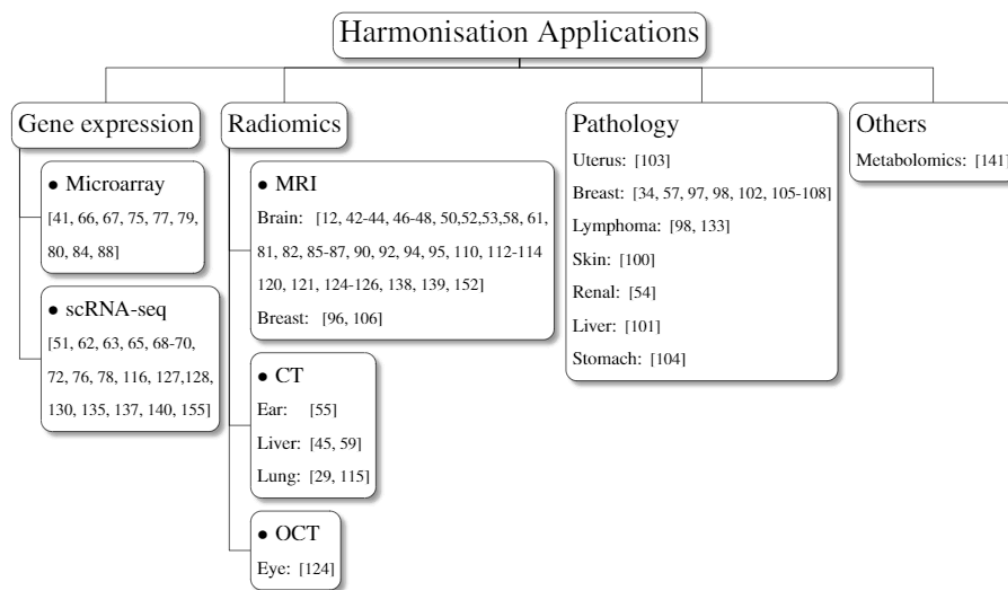 Harmonisation Applications
Gene expression
• Microarray
[41, 66, 67, 75, 77, 79,
80, 84, 88]
• scRNA-seq
[51, 62, 63, 65, 68-70,
72, 76, 78, 116, 127,128,
130, 135, 137, 140, 155]
Radiomics
• MRI
Brain: [12, 42-44, 46-48, 50,52,53,58, 61,
81, 82, 85-87, 90, 92, 94, 95, 110, 112-114
120, 121, 124-126, 138, 139, 152]
Breast: [96, 106]
• CT
Ear: [55]
Liver: [45, 59]
Lung: [29, 115]
• OCT
Eye: [124]
Pathology
Uterus: [103]
Breast: [34, 57, 97, 98, 102, 105-108]
Lymphoma: [98, 133]
Skin: [100]
Renal: [54]
Liver: [101]
Stomach: [104]
Others
Metabolomics: [141]